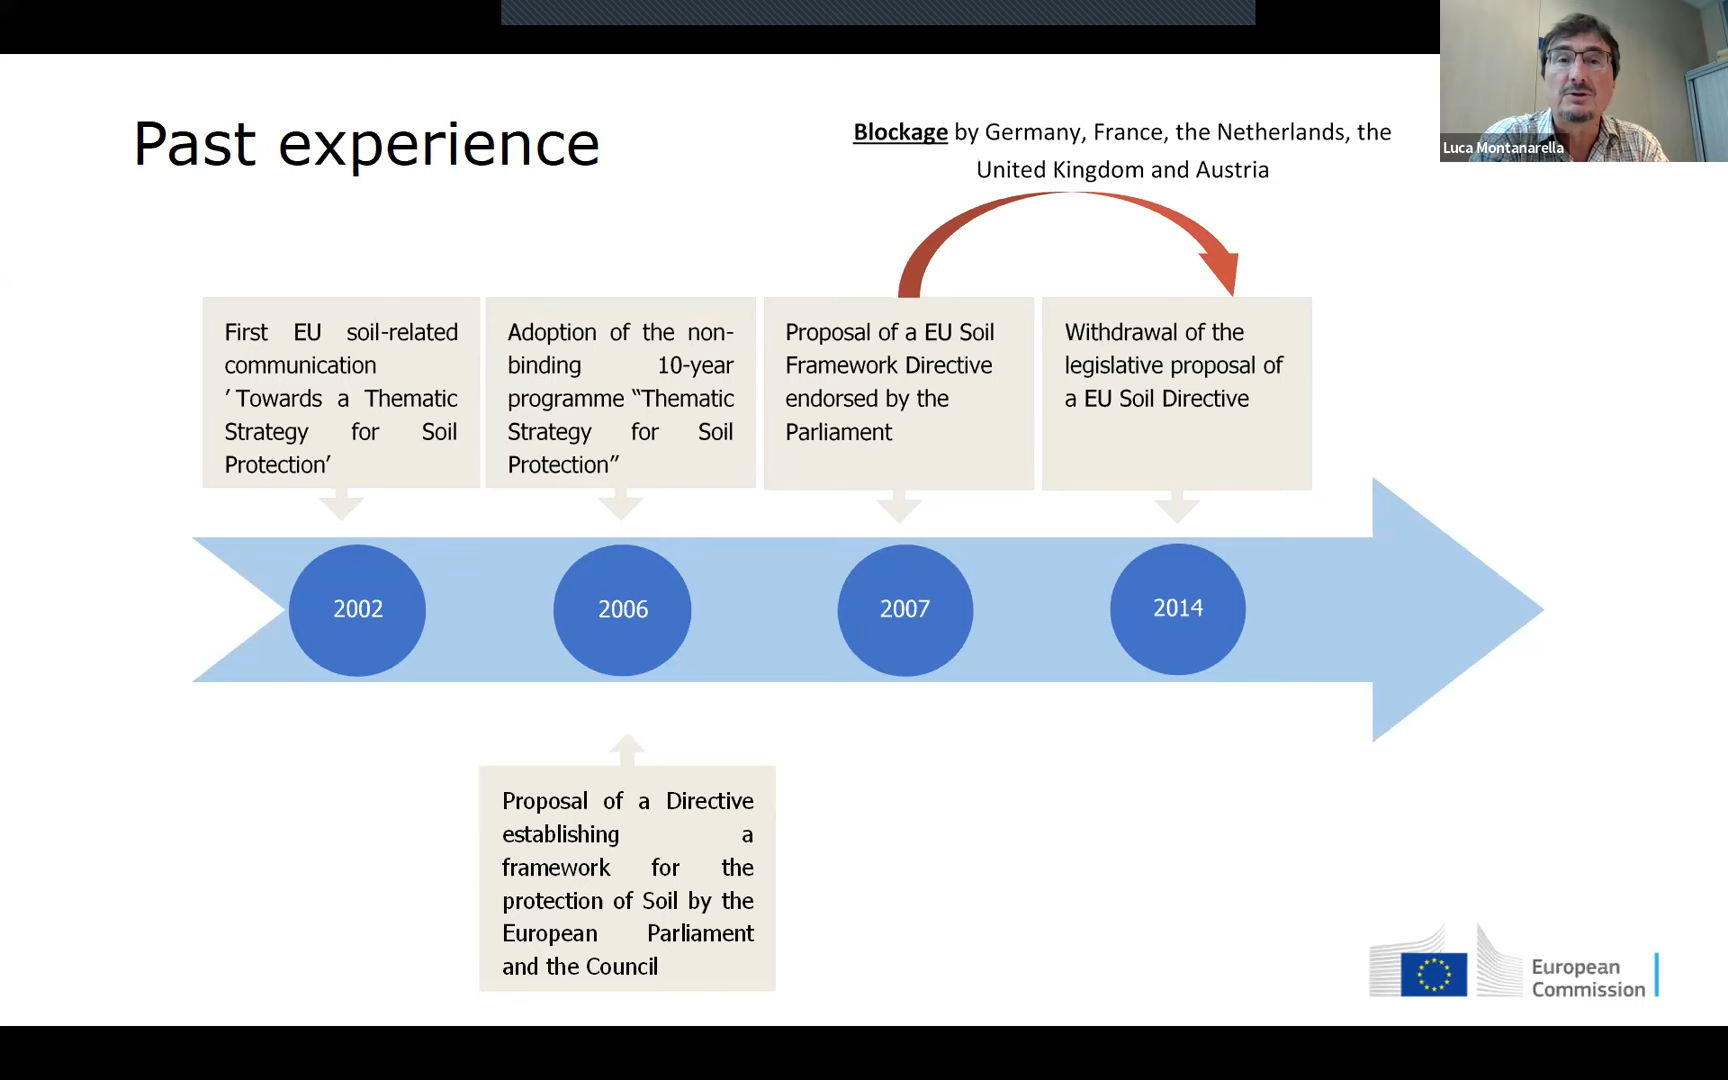 Past experience
Blockage by Germany, France, the Netherlands, the
United Kingdom and Austria
Luca Montanarella
First EU soil-related
communication
’ Towards a Thematic
Strategy for Soil
Protection’
Adoption of the non-
binding 10-year
programme “Thematic
Strategy for Soil
Protection”
Proposal of a EU Soil
Framework Directive
endorsed by the
Parliament
Withdrawal of the
legislative proposal of
a EU Soil Directive
2002
2006
2007
2014
Proposal of a Directive
establishing a
framework for the
protection of Soil by the
European Parliament
and the Council
European
Commission